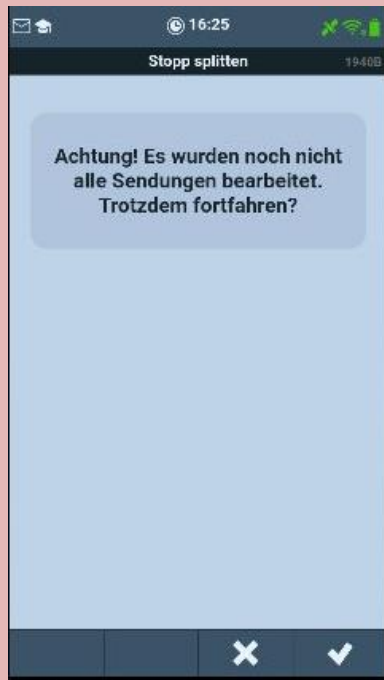 16:25
Stopp splitten 1940B
Achtung! Es wurden noch nicht
alle Sendungen bearbeitet.
Trotzdem fortfahren?